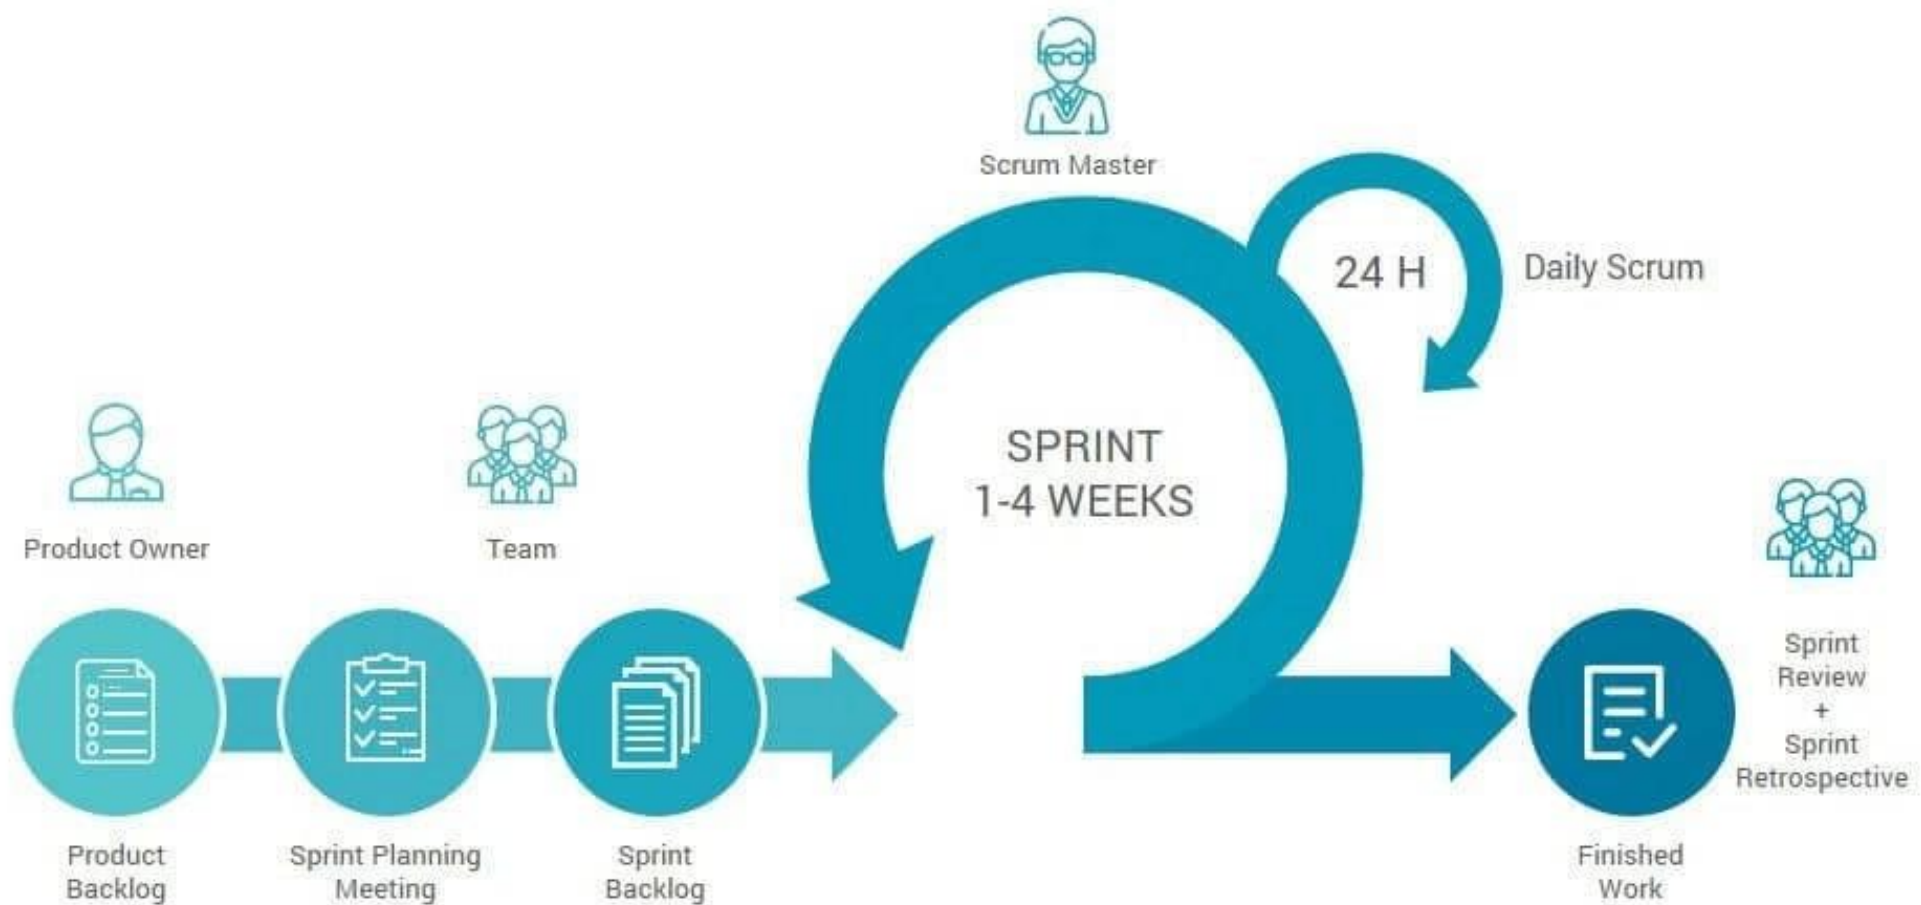 Scrum Master
24 H
Daily Scrum
SPRINT
1-4 WEEKS
Product Owner
Team
Sprint
Review
+
Sprint
Retrospective
Product
Backlog
Sprint Planning
Meeting
Sprint
Backlog
Finished
Work